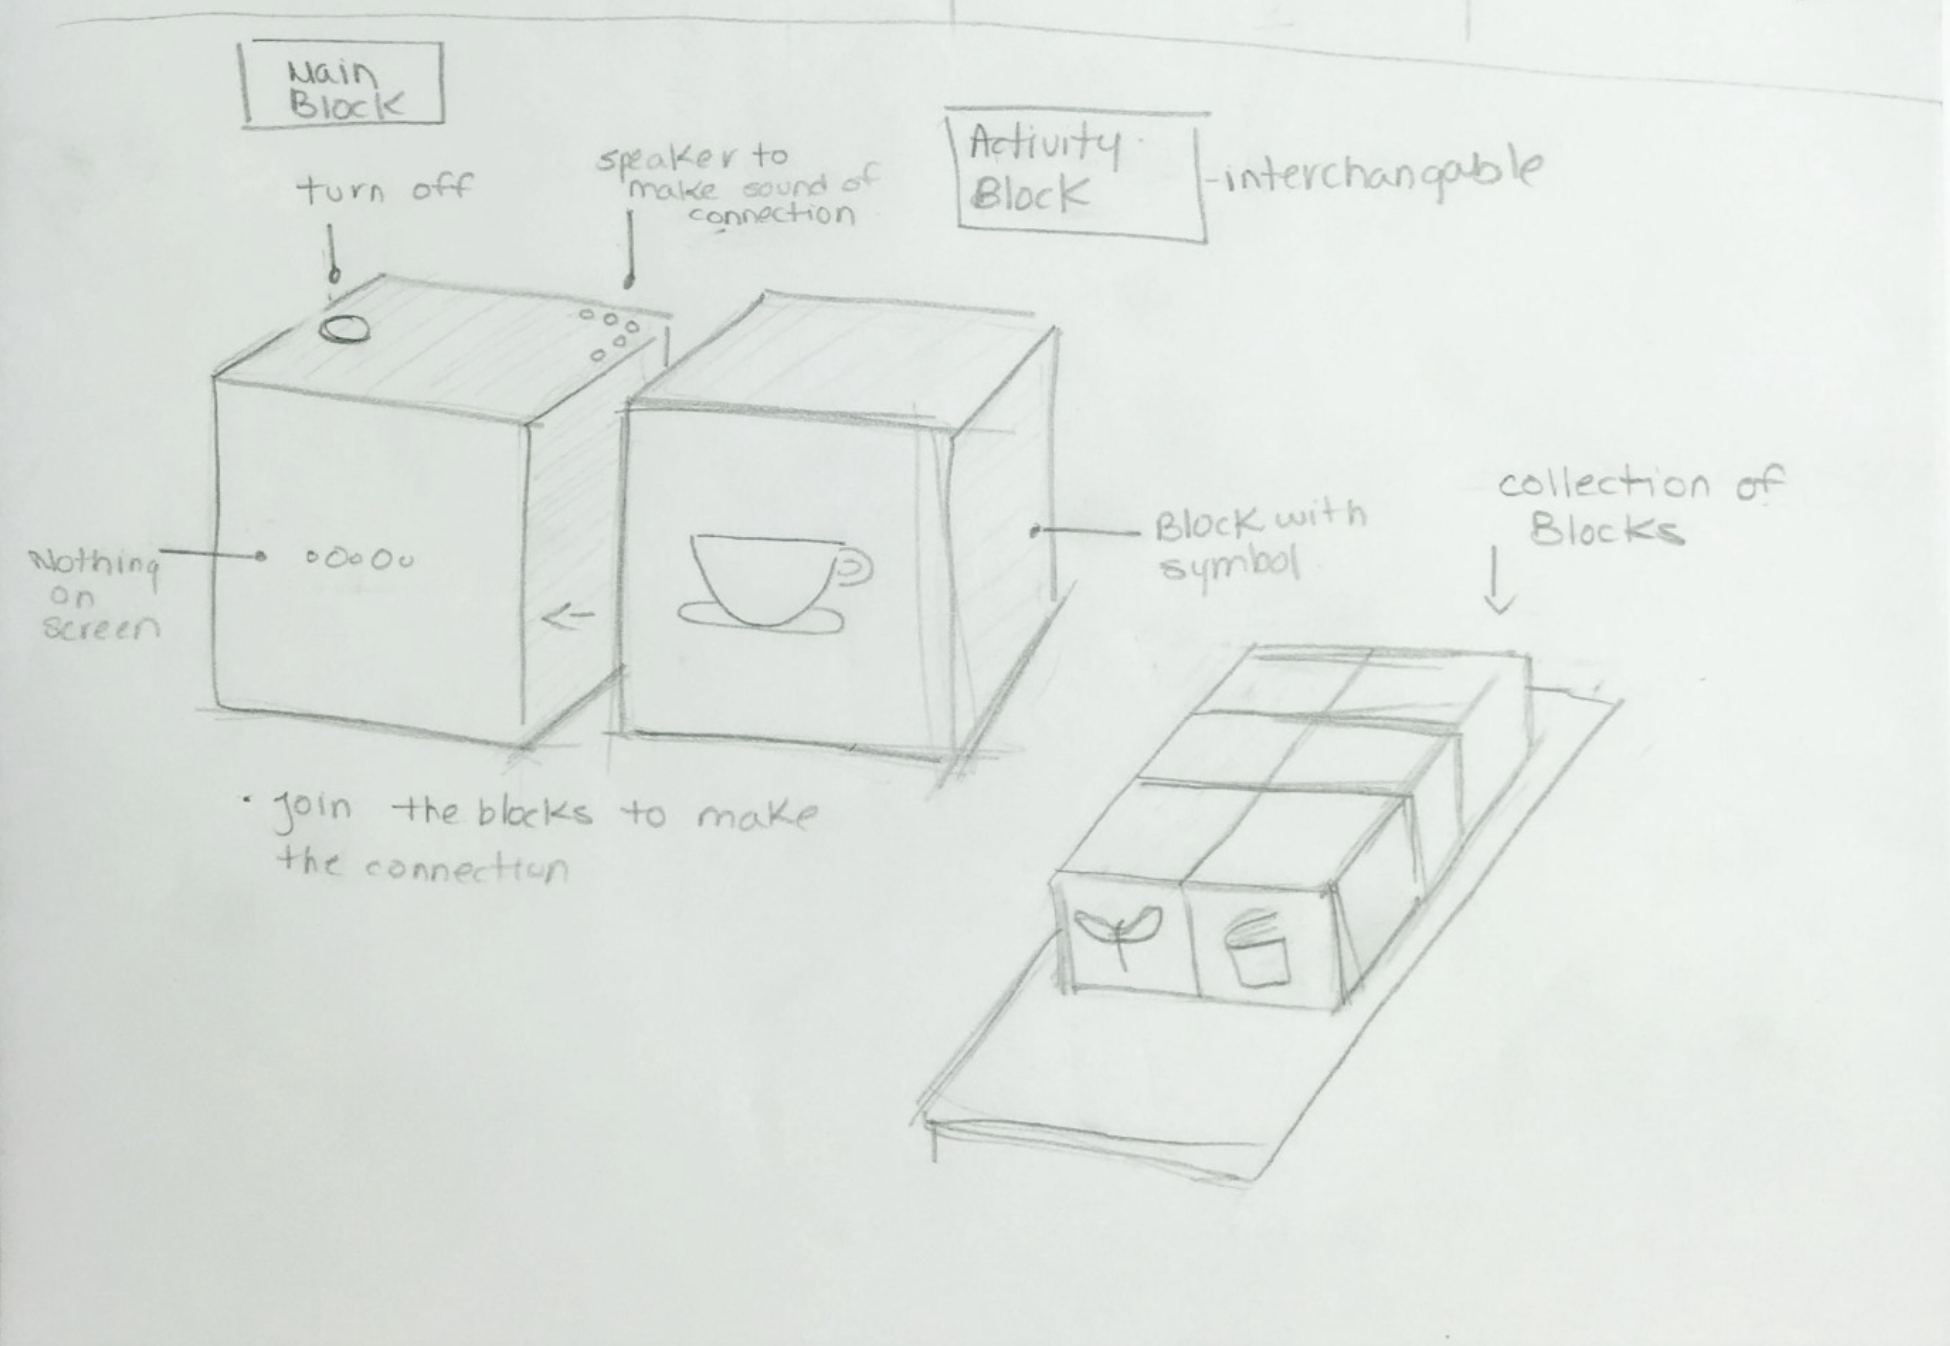 Main
Block
turn off
speaker to
make sound of
connection
Activity
Block
-interchangable
Nothing
on
screen
Block with
symbol
collection of
Blocks
• Join the blocks to make
the connection